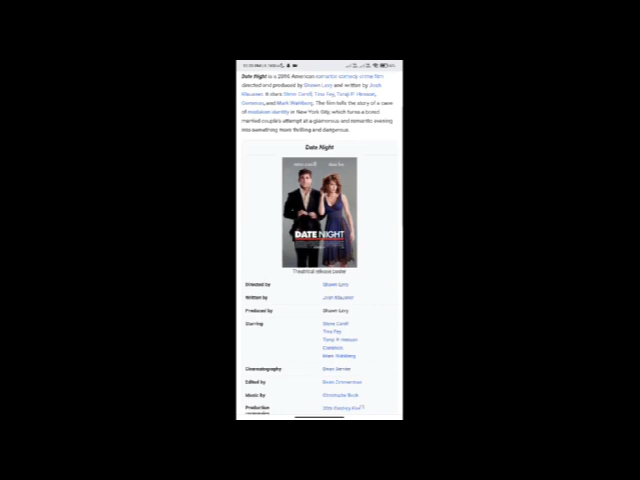 Date Night is a 2010 American romantic comedy crime film
directed and produced by Shawn Levy and written by Josh
Klausner. It stars Steve Carell, Tina Fey, Taraji P. Henson,
Common, and Mark Wahlberg. The film tells the story of a case
of mistaken identity in New York City, which turns a bored
married couple's attempt at a glamorous and romantic evening
into something more thrilling and dangerous.
Date Night
steve carell tina fey
DATE NIGHT
Theatrical release poster
Directed by Shawn Levy
Written by Josh Klausner
Produced by Shawn Levy
Starring Steve Carell
Tina Fey
Taraji P. Henson
Common
Mark Wahlberg
Cinematography Dean Semler
Edited by Dean Zimmerman
Music by Christophe Beck
Production 20th Century Fox[1]